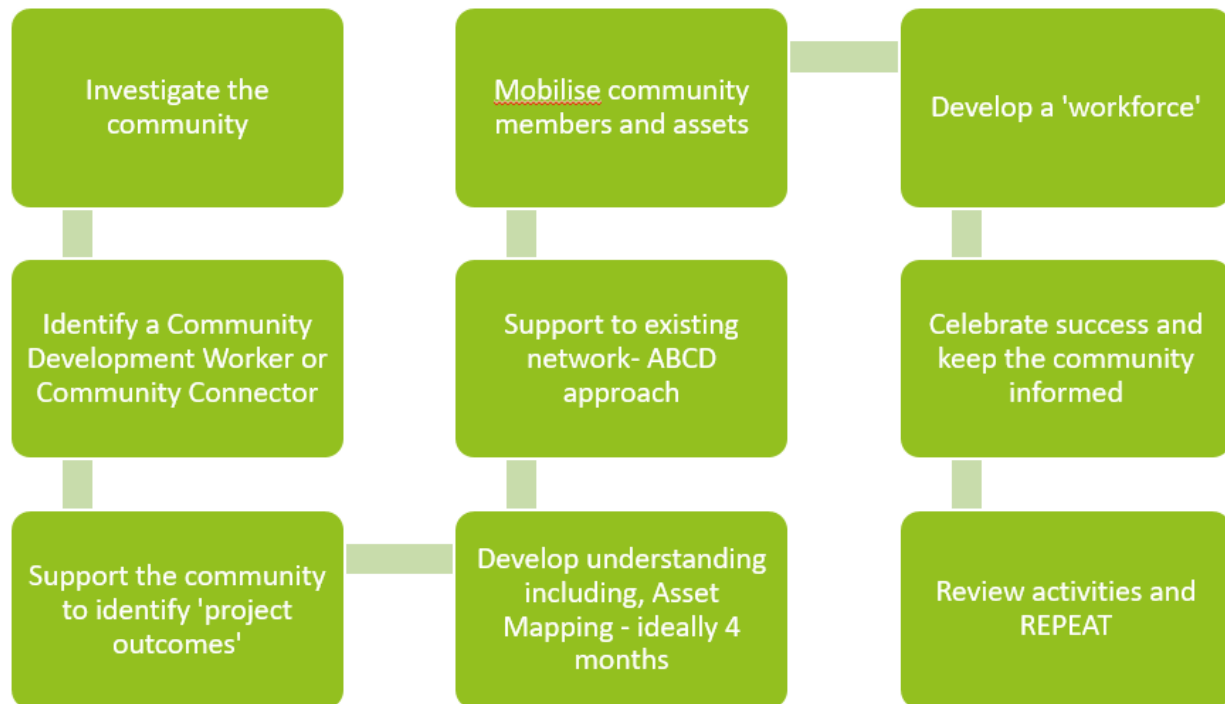 Investigate the
community
Identify a Community
Development Worker or
Community Connector
Support the community
to identify 'project
outcomes'
Develop understanding
including, Asset
Mapping - ideally 4
months
Support to existing
network- ABCD
approach
Mobilise community
members and assets
Develop a 'workforce'
Celebrate success and
keep the community
informed
Review activities and
REPEAT